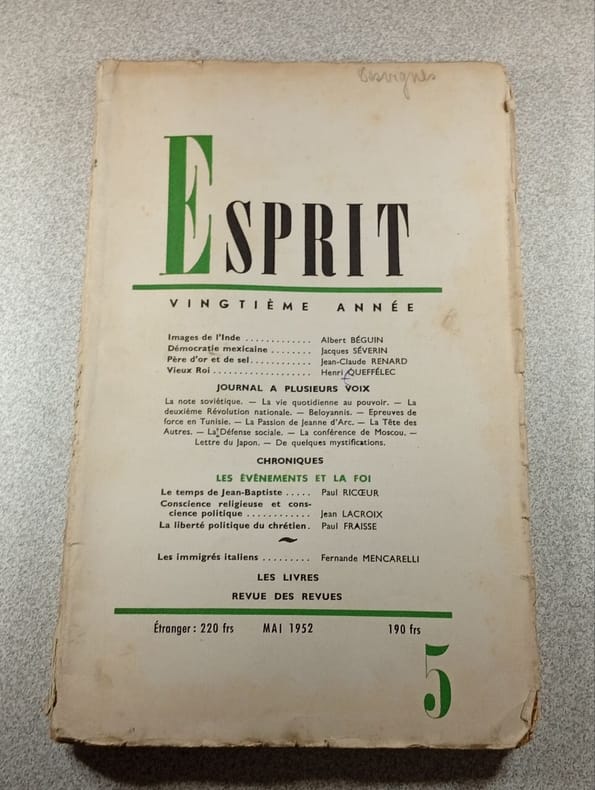 Desvignes
ESPRIT
VINGTIÈME ANNÉE
Images de l'Inde ............. Albert BÉGUIN
Démocratie mexicaine ........ Jacques SÉVERIN
Père d'or et de sel............. Jean-Claude RENARD
Vieux Roi ................... Henri QUEFFÉLEC
JOURNAL A PLUSIEURS VOIX
La note soviétique. — La vie quotidienne au pouvoir. — La
deuxième Révolution nationale. — Beloyannis. — Epreuves de
force en Tunisie. — La Passion de Jeanne d'Arc. — La Tête des
Autres. — La Défense sociale. — La conférence de Moscou. —
Lettre du Japon. — De quelques mystifications.
CHRONIQUES
LES ÉVÉNEMENTS ET LA FOI
Le temps de Jean-Baptiste ..... Paul RICŒUR
Conscience religieuse et cons-
cience politique ............ Jean LACROIX
La liberté politique du chrétien. Paul FRAISSE
Les immigrés italiens ......... Fernande MENCARELLI
LES LIVRES
REVUE DES REVUES
Étranger : 220 frs MAI 1952 190 frs
5